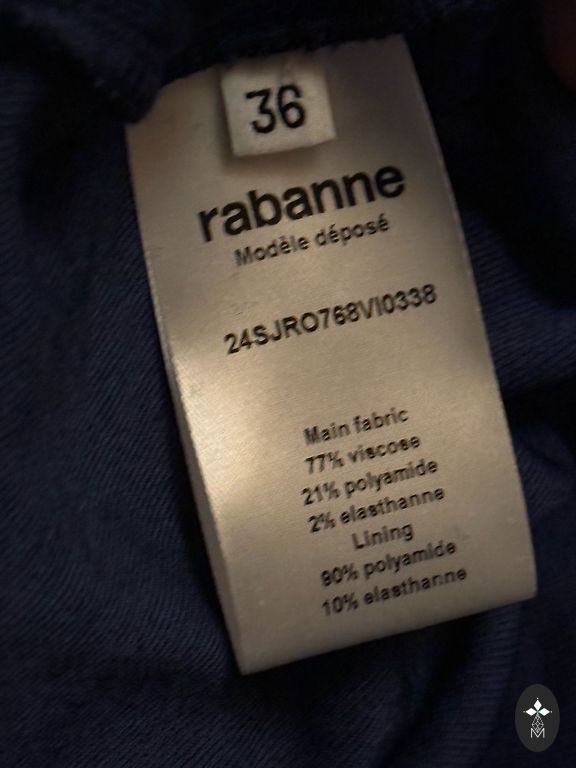 36
rabanne
Modèle déposé
24SJRO768VI0338
Main fabric
77% viscose
21% polyamide
2% elasthanne
Lining
90% polyamide
10% elasthanne
M